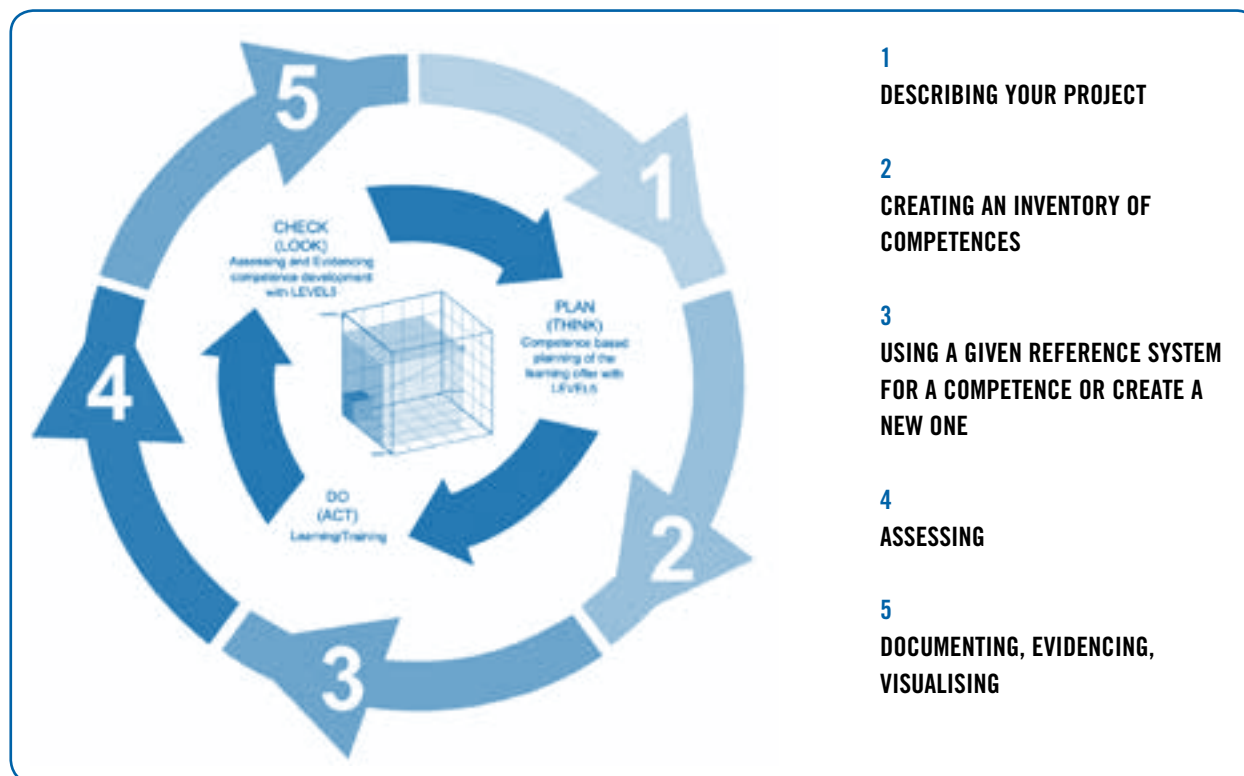 5
1
CHECK
(LOOK)
Assessing and Evidencing
competence development
with LEVEL5
PLAN
(THINK)
Competence based
planning of the
learning offer with
LEVEL5
4
DO
(ACT)
Learning/Training
2
3
1
DESCRIBING YOUR PROJECT
2
CREATING AN INVENTORY OF
COMPETENCES
3
USING A GIVEN REFERENCE SYSTEM
FOR A COMPETENCE OR CREATE A
NEW ONE
4
ASSESSING
5
DOCUMENTING, EVIDENCING,
VISUALISING